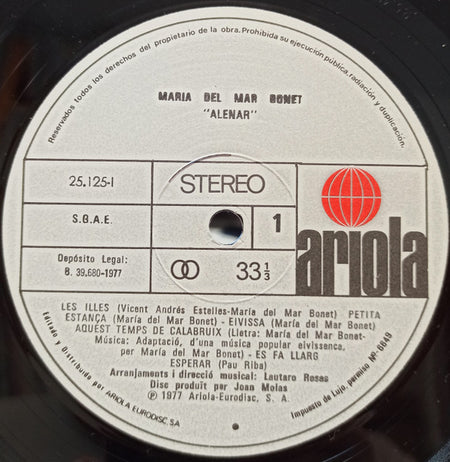 Reservados todos los derechos del propietario de la obra. Prohibida su ejecución pública, radiación y duplicación.
MARIA DEL MAR BONET
"ALENAR"
25.125-I
STEREO
S.G.A.E.
1
Depósito Legal:
B. 39.680-1977
33 1/3
ariola
LES ILLES (Vicent Andrés Estelles-María del Mar Bonet) PETITA
ESTANÇA (María del Mar Bonet) - EIVISSA (María del Mar Bonet) -
AQUEST TEMPS DE CALABRUIX (Lletra: María del Mar Bonet-
Música: Adaptació, d'una música popular eivissenca,
per María del Mar Bonet) - ES FA LLARG
ESPERAR (Pau Riba)
Arranjaments i direcció musical: Lautaro Rosas
Disc produit per Joan Molas
Ⓟ 1977 Ariola-Eurodisc, S. A.
Editado y Distribuido por ARIOLA EURODISC, S.A.
Impuesto de Lujo, permiso Nº-6649